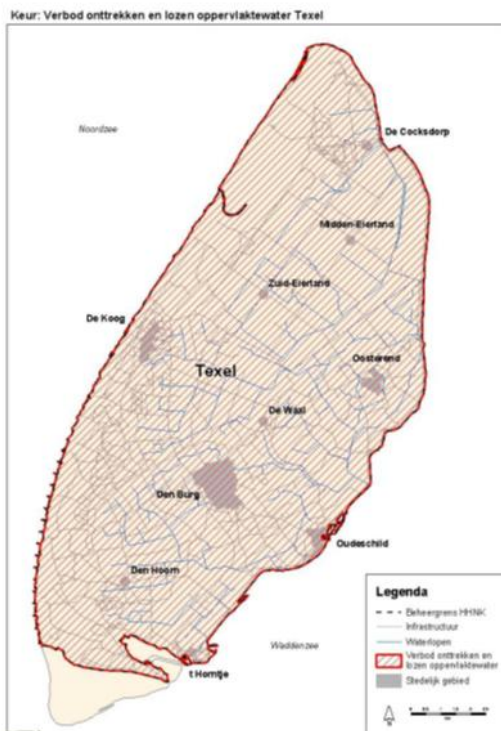 Keur: Verbod onttrekken en lozen oppervlaktewater Texel
Noordzee
De Cocksdorp
Midden-Eierland
Zuid-Eierland
De Koog
Texel
Oosterend
De Waal
Den Burg
Oudeschild
Den Hoorn
Waddenzee
t Horntje
Legenda
Beheergrens HHNK
Infrastructuur
Waterlopen
Verbod onttrekken en
lozen oppervlaktewater
Stedelijk gebied
N